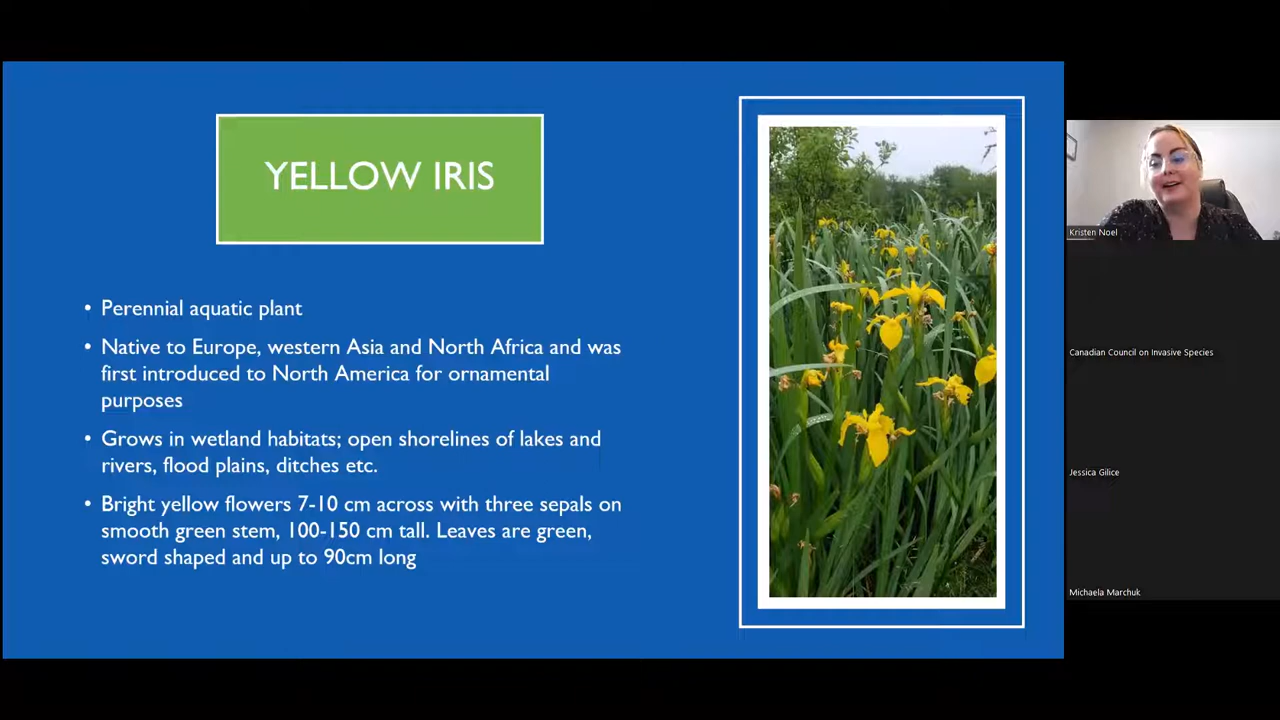 YELLOW IRIS
• Perennial aquatic plant
• Native to Europe, western Asia and North Africa and was
first introduced to North America for ornamental
purposes
• Grows in wetland habitats; open shorelines of lakes and
rivers, flood plains, ditches etc.
• Bright yellow flowers 7-10 cm across with three sepals on
smooth green stem, 100-150 cm tall. Leaves are green,
sword shaped and up to 90cm long
Kristen Noel
Canadian Council on Invasive Species
Jessica Gilice
Michaela Marchuk